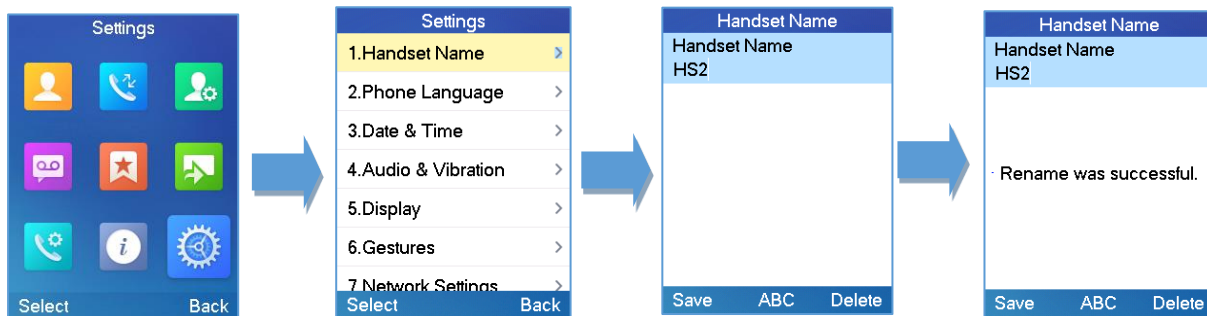 Settings
Select Back
Settings
1.Handset Name
2.Phone Language
3.Date & Time
4.Audio & Vibration
5.Display
6.Gestures
7.Network Settings
Select Back
Handset Name
Handset Name
HS2
Save ABC Delete
Handset Name
Handset Name
HS2
Rename was successful.
Save ABC Delete